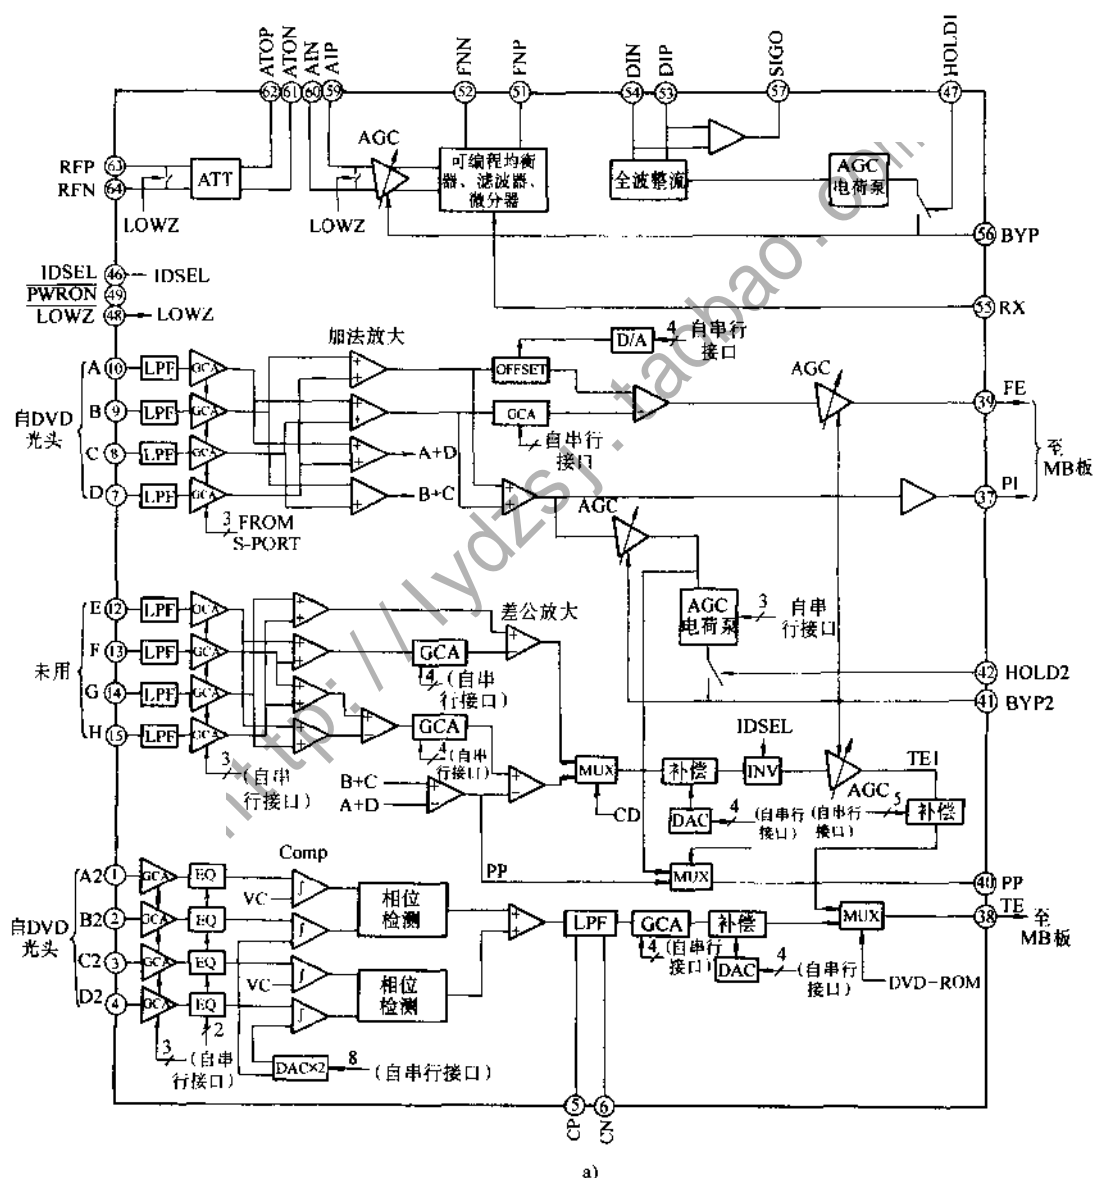 ATOP
ATON
AIN
AIP
FNN
FNP
DIN
DIP
SIGO
HOLD1
62
61
60
59
52
51
54
53
57
47
RFP
63
RFN
64
ATT
LOWZ
AGC
LOWZ
可编程均衡
器、滤波器、
微分器
全波整流
AGC
电荷泵
56
BYP
IDSEL
46
IDSEL
PWRON
49
LOWZ
48
LOWZ
55
RX
加法放大
D/A
4
自串行
接口
自DVD
光头
A
10
LPF
GCA
B
9
LPF
GCA
C
8
LPF
GCA
D
7
LPF
GCA
3
FROM
S-PORT
OFFSET
GCA
自串行
接口
A+D
B+C
AGC
39
FE
37
PI
至
MB板
AGC
AGC
电荷泵
3
自串
行接口
42
HOLD2
41
BYP2
未用
E
12
LPF
GCA
F
13
LPF
GCA
G
14
LPF
GCA
H
15
LPF
GCA
3
(自串
行接口)
差公放大
GCA
4
(自串
行接口)
GCA
4
(自串
行接口)
B+C
A+D
MUX
CD
补偿
DAC
4
(自串行
接口)
IDSEL
INV
AGC
TE1
(自串行
接口)
5
补偿
PP
MUX
40
PP
自DVD
光头
A2
1
GCA
EQ
B2
2
GCA
EQ
C2
3
GCA
EQ
D2
4
GCA
EQ
3
(自串
行接口)
2
Comp
VC
VC
相位
检测
相位
检测
DAC×2
8
(自串行接口)
LPF
GCA
4
(自串
行接口)
补偿
DAC
4
(自串行
接口)
MUX
DVD-ROM
38
TE
至
MB板
5
6
CP
CN
a)
http://lydzsj.taobao.com